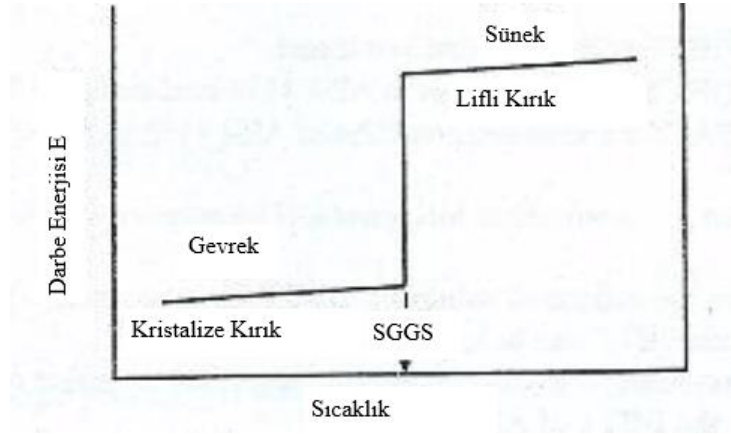 Sünek
Lifli Kırık
Darbe Enerjisi E
Gevrek
Kristalize Kırık
SGGS
Sıcaklık